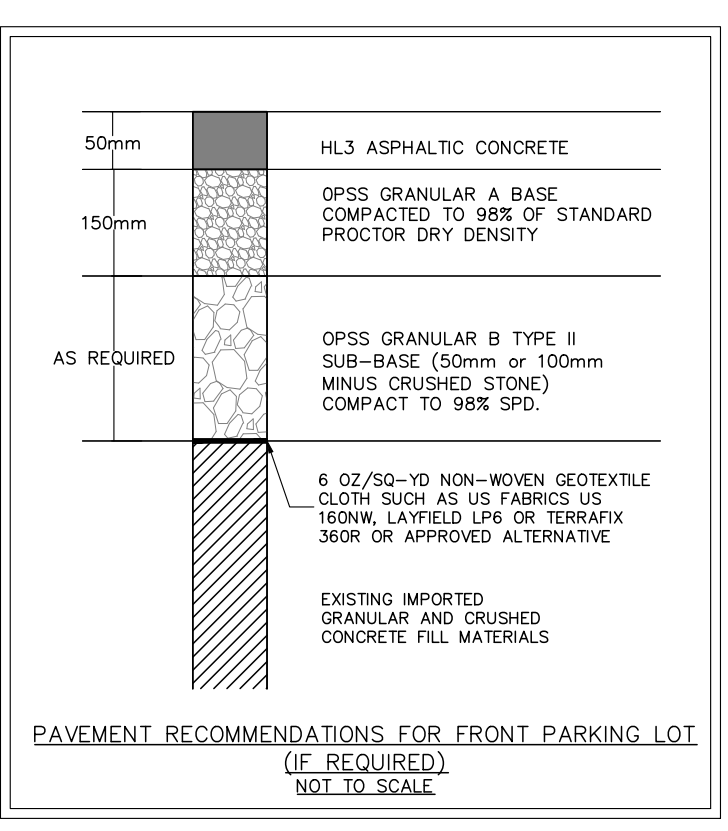 50mm
HL3 ASPHALTIC CONCRETE
150mm
OPSS GRANULAR A BASE
COMPACTED TO 98% OF STANDARD
PROCTOR DRY DENSITY
AS REQUIRED
OPSS GRANULAR B TYPE II
SUB-BASE (50mm or 100mm
MINUS CRUSHED STONE)
COMPACT TO 98% SPD.
6 OZ/SQ-YD NON-WOVEN GEOTEXTILE
CLOTH SUCH AS US FABRICS US
160NW, LAYFIELD LP6 OR TERRAFIX
360R OR APPROVED ALTERNATIVE
EXISTING IMPORTED
GRANULAR AND CRUSHED
CONCRETE FILL MATERIALS
PAVEMENT RECOMMENDATIONS FOR FRONT PARKING LOT
(IF REQUIRED)
NOT TO SCALE